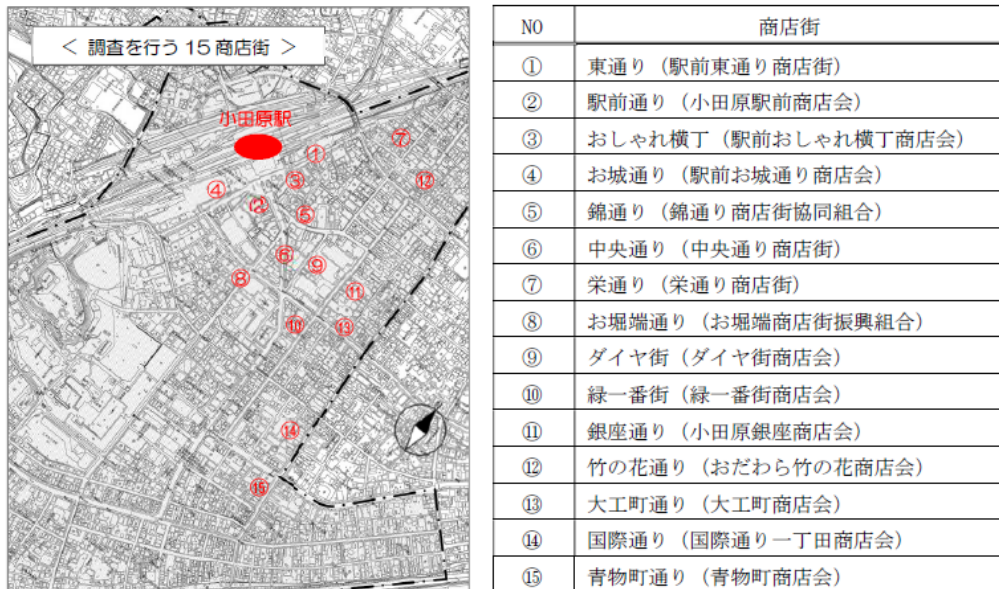 < 調査を行う 15 商店街 >
小田原駅
①
②
③
④
⑤
⑥
⑦
⑧
⑨
⑩
⑪
⑫
⑬
⑭
⑮
NO 商店街
① 東通り（駅前東通り商店街）
② 駅前通り（小田原駅前商店会）
③ おしゃれ横丁（駅前おしゃれ横丁商店会）
④ お城通り（駅前お城通り商店会）
⑤ 錦通り（錦通り商店街協同組合）
⑥ 中央通り（中央通り商店街）
⑦ 栄通り（栄通り商店街）
⑧ お堀端通り（お堀端商店街振興組合）
⑨ ダイヤ街（ダイヤ街商店会）
⑩ 緑一番街（緑一番街商店会）
⑪ 銀座通り（小田原銀座商店会）
⑫ 竹の花通り（おだわら竹の花商店会）
⑬ 大工町通り（大工町商店会）
⑭ 国際通り（国際通り一丁田商店会）
⑮ 青物町通り（青物町商店会）